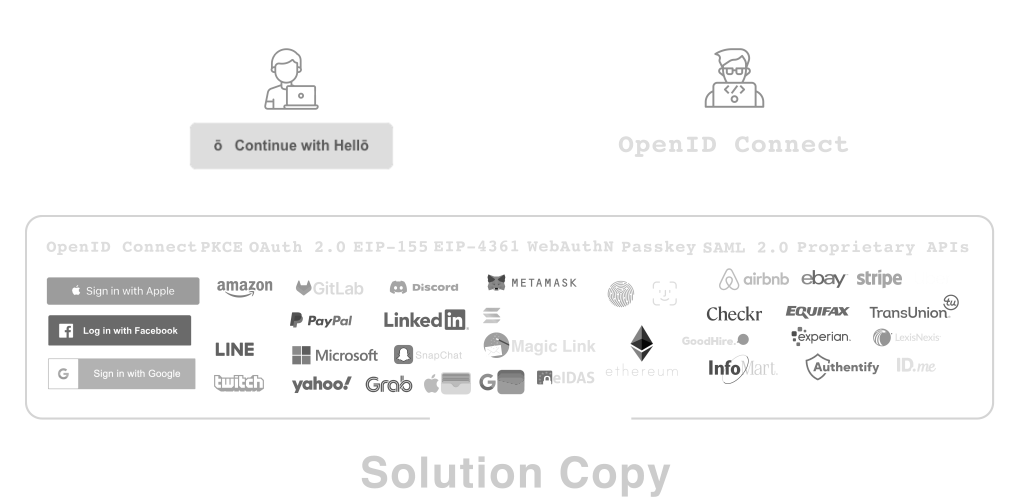 ō Continue with Hellō
OpenID Connect
OpenID Connect PKCE OAuth 2.0 EIP-155 EIP-4361 WebAuthN Passkey SAML 2.0 Proprietary APIs
Sign in with Apple
amazon
GitLab
Discord
METAMASK
airbnb
ebay
stripe
Log in with Facebook
PayPal
LinkedIn
Checkr
EQUIFAX
TransUnion
tu
LINE
Microsoft
SnapChat
Magic Link
GoodHire.
experian.
LexisNexis
G Sign in with Google
twitch
yahoo!
Grab
G
eIDAS
ethereum
InfoMart
Authentify
ID.me
Solution Copy